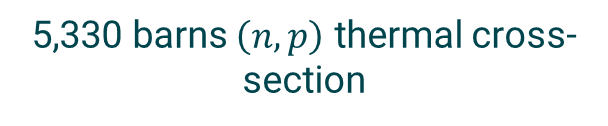 5,330 barns (n, p) thermal cross-
section